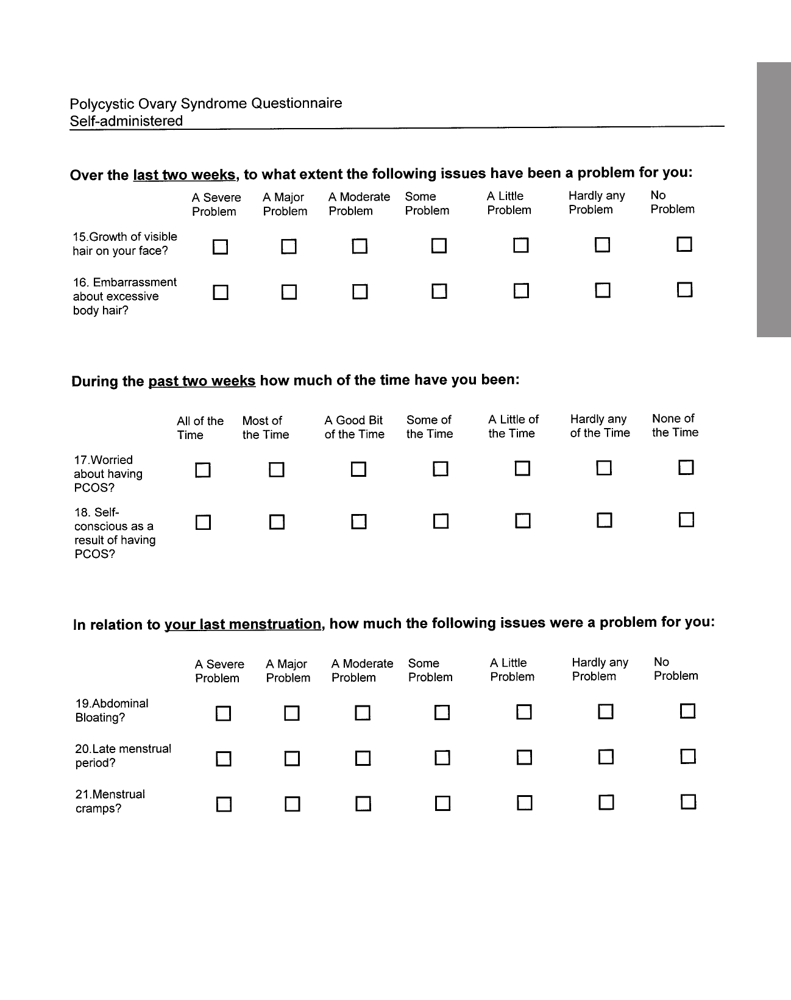 Polycystic Ovary Syndrome Questionnaire
Self-administered
Over the last two weeks, to what extent the following issues have been a problem for you:
A Severe Problem A Major Problem A Moderate Problem Some Problem A Little Problem Hardly any Problem No Problem
15.Growth of visible
hair on your face?
16. Embarrassment
about excessive
body hair?
During the past two weeks how much of the time have you been:
All of the Time Most of the Time A Good Bit of the Time Some of the Time A Little of the Time Hardly any of the Time None of the Time
17.Worried
about having
PCOS?
18. Self-
conscious as a
result of having
PCOS?
In relation to your last menstruation, how much the following issues were a problem for you:
A Severe Problem A Major Problem A Moderate Problem Some Problem A Little Problem Hardly any Problem No Problem
19.Abdominal
Bloating?
20.Late menstrual
period?
21.Menstrual
cramps?